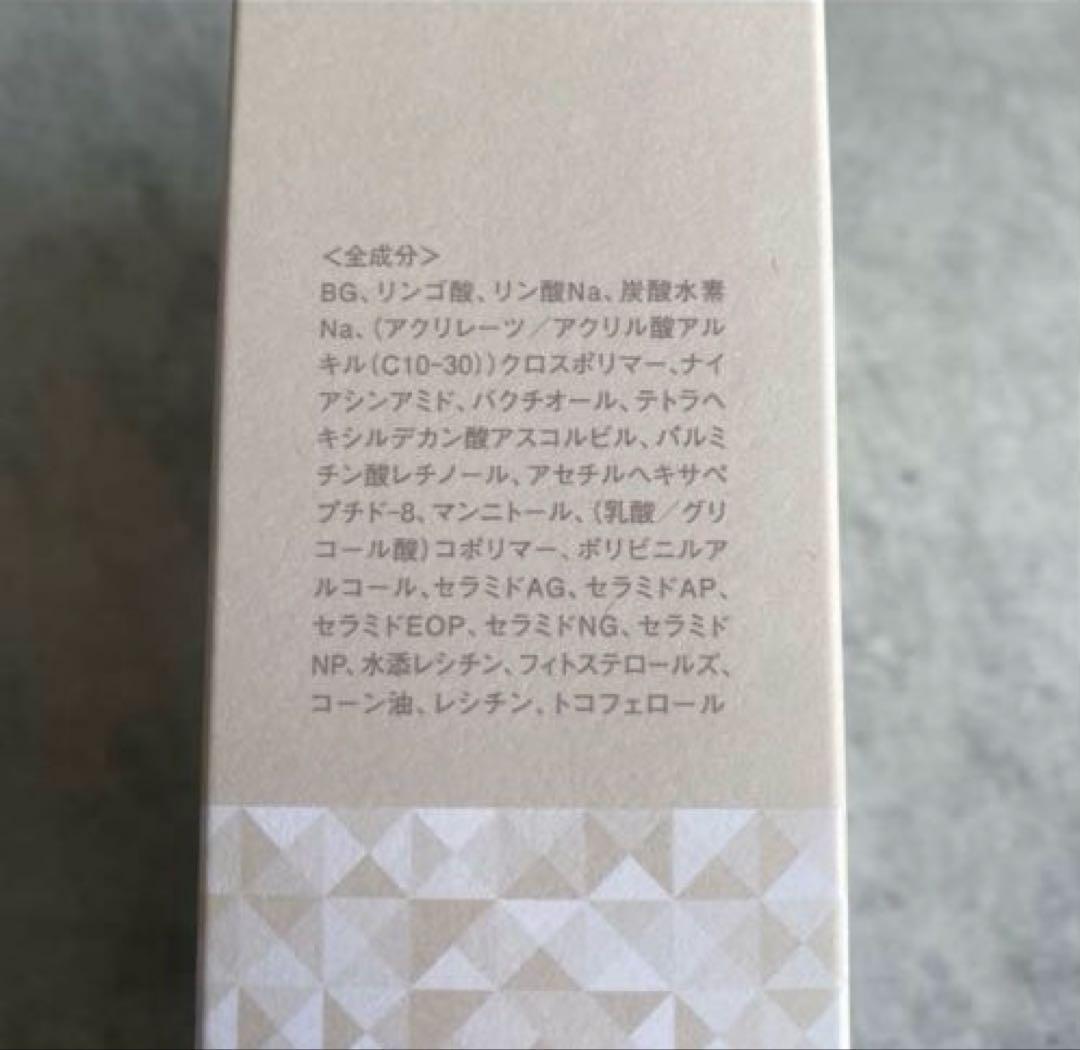 ＜全成分＞
BG、リンゴ酸、リン酸Na、炭酸水素
Na、（アクリレーツ／アクリル酸アル
キル（C10-30））クロスポリマー、ナイ
アシンアミド、バクチオール、テトラヘ
キシルデカン酸アスコルビル、パルミ
チン酸レチノール、アセチルヘキサペ
プチド-8、マンニトール、（乳酸／グリ
コール酸）コポリマー、ポリビニルア
ルコール、セラミドAG、セラミドAP、
セラミドEOP、セラミドNG、セラミド
NP、水添レシチン、フィトステロールズ、
コーン油、レシチン、トコフェロール